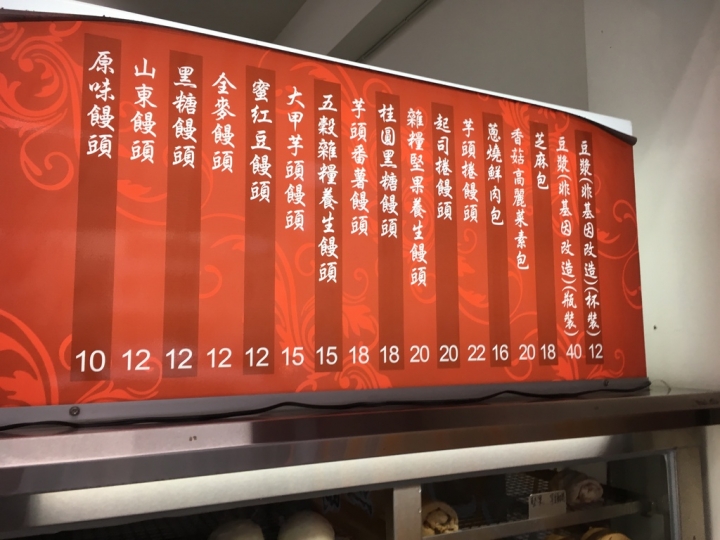 原味饅頭 10
山東饅頭 12
黑糖饅頭 12
全麥饅頭 12
蜜紅豆饅頭 12
大甲芋頭饅頭 15
五穀雜糧養生饅頭 15
芋頭番薯饅頭 18
桂圓黑糖饅頭 18
雜糧堅果養生饅頭 20
起司捲饅頭 20
芋頭捲饅頭 22
蔥燒鮮肉包 16
香菇高麗菜素包 20
芝麻包 18
豆漿(非基因改造)(瓶裝) 40
豆漿(非基因改造)(杯裝) 12